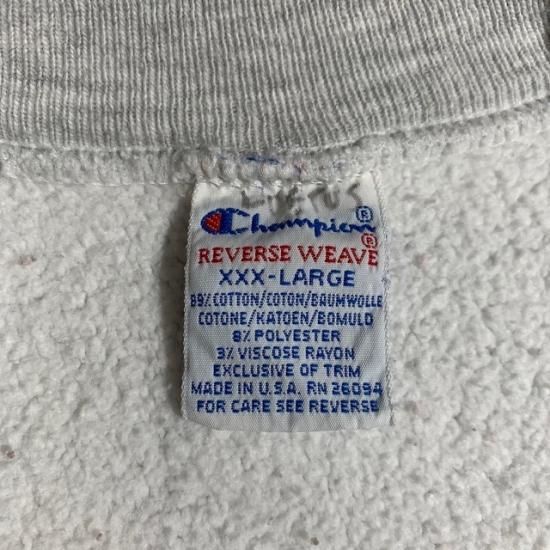 Champion®
REVERSE WEAVE®
XXX-LARGE
89% COTTON/COTON/BAUMWOLLE
COTONE/KATOEN/BOMULD
8% POLYESTER
3% VISCOSE RAYON
EXCLUSIVE OF TRIM
MADE IN U.S.A. RN 26094
FOR CARE SEE REVERSE